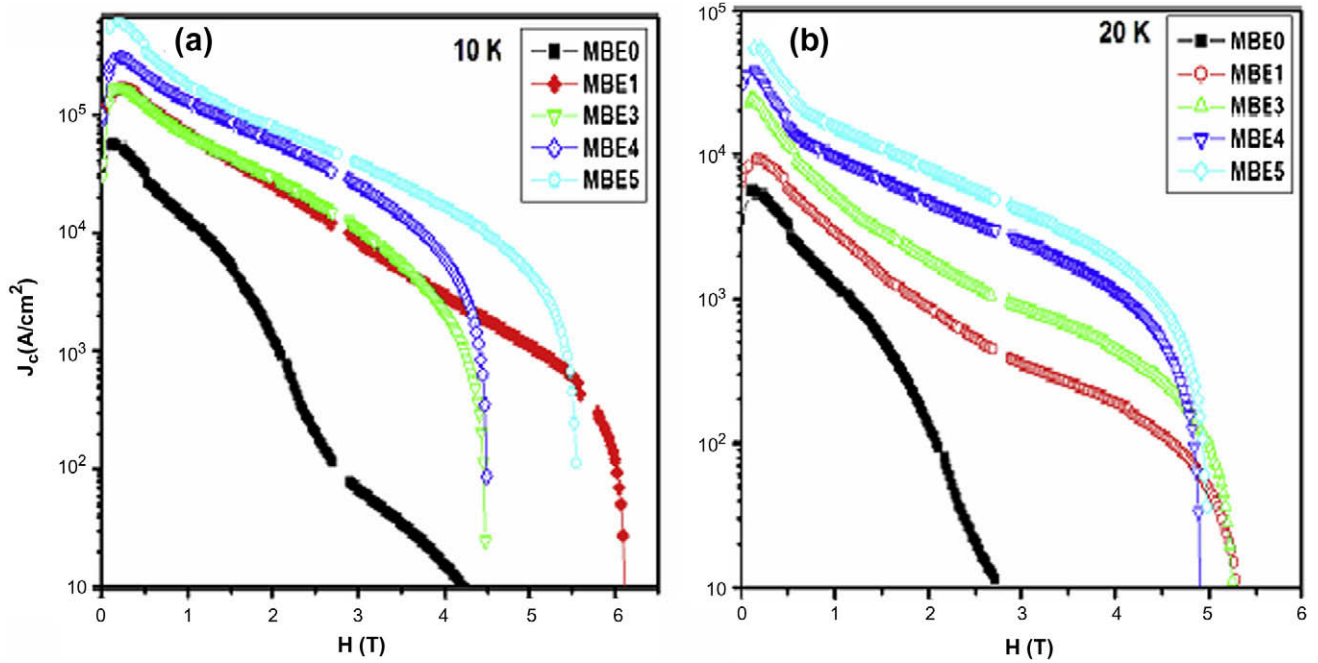 (a)
10 K
MBE0
MBE1
MBE3
MBE4
MBE5
10⁵
10⁴
10³
10²
10
0 1 2 3 4 5 6
H (T)
J_c(A/cm²)
(b)
20 K
MBE0
MBE1
MBE3
MBE4
MBE5
10⁵
10⁴
10³
10²
10
0 1 2 3 4 5 6
H (T)